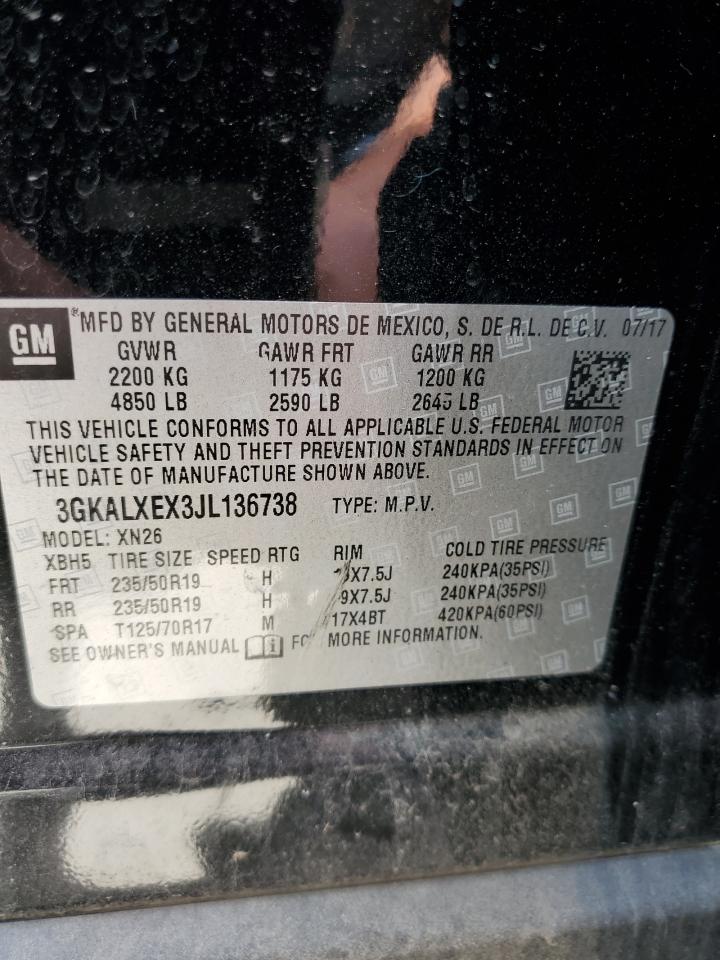 GM
®MFD BY GENERAL MOTORS DE MEXICO, S. DE R.L. DE C.V. 07/17
GVWR GAWR FRT GAWR RR
2200 KG 1175 KG 1200 KG
4850 LB 2590 LB 2645 LB
THIS VEHICLE CONFORMS TO ALL APPLICABLE U.S. FEDERAL MOTOR
VEHICLE SAFETY AND THEFT PREVENTION STANDARDS IN EFFECT ON
THE DATE OF MANUFACTURE SHOWN ABOVE.
3GKALXEX3JL136738 TYPE: M.P.V.
MODEL: XN26
XBH5 TIRE SIZE SPEED RTG RIM COLD TIRE PRESSURE
FRT 235/50R19 H 9X7.5J 240KPA(35PSI)
RR 235/50R19 H 9X7.5J 240KPA(35PSI)
SPA T125/70R17 M 17X4BT 420KPA(60PSI)
SEE OWNER'S MANUAL MORE INFORMATION.